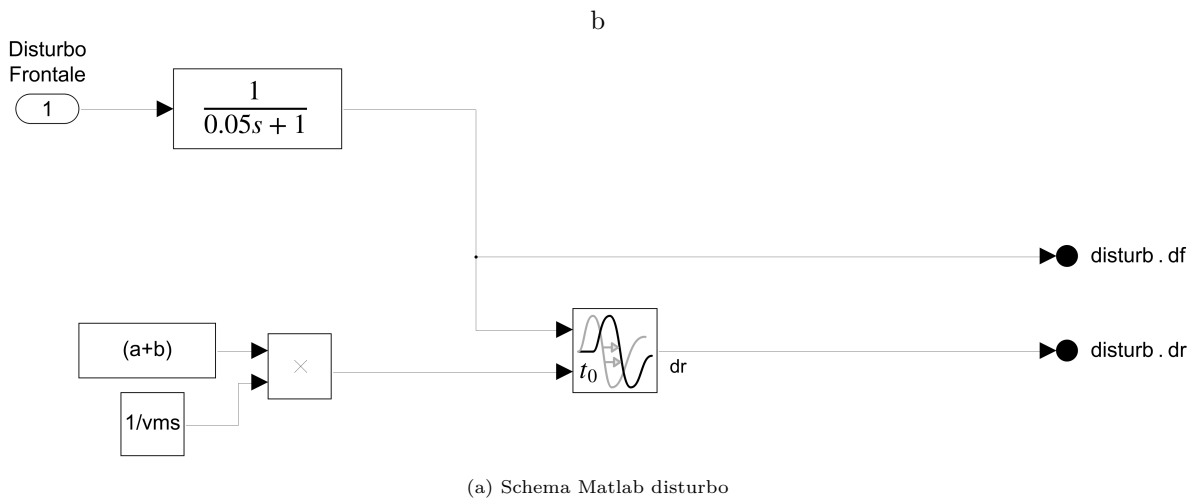 b
Disturbo
Frontale
1
1
0.05s + 1
disturb . df
(a+b)
×
1/vms
t0
dr
disturb . dr
(a) Schema Matlab disturbo